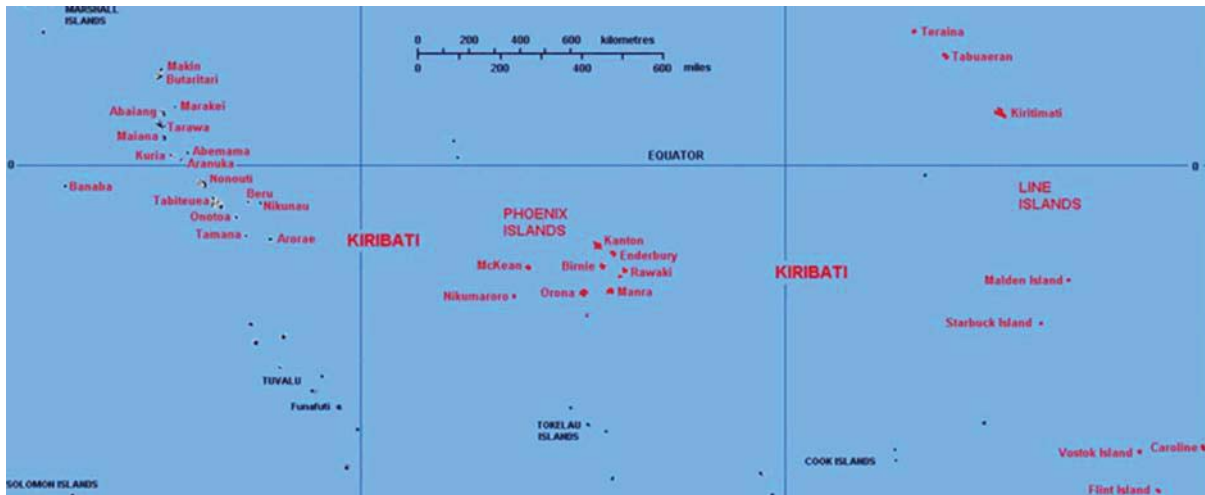 MARSHALL
ISLANDS
0 200 400 600 kilometres
0 200 400 600 miles
Teraina
Tabuaeran
Makin
Butaritari
Abaiang
Marakei
Tarawa
Maiana
Kiritimati
Kuria
Abemama
Aranuka
EQUATOR
0
0
Banaba
Nonouti
Tabiteuea
Beru
Nikunau
Onotoa
Tamana
Arorae
LINE
ISLANDS
PHOENIX
ISLANDS
KIRIBATI
Kanton
Enderbury
McKean
Birnie
Rawaki
KIRIBATI
Malden Island
Nikumaroro
Orona
Manra
Starbuck Island
TUVALU
Funafuti
TOKELAU
ISLANDS
COOK ISLANDS
Vostok Island
Caroline
SOLOMON ISLANDS
Flint Island